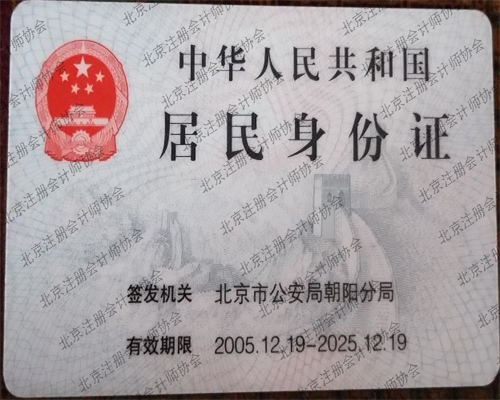 中华人民共和国
居民身份证
签发机关 北京市公安局朝阳分局
有效期限 2005.12.19-2025.12.19
北京注册会计师协会